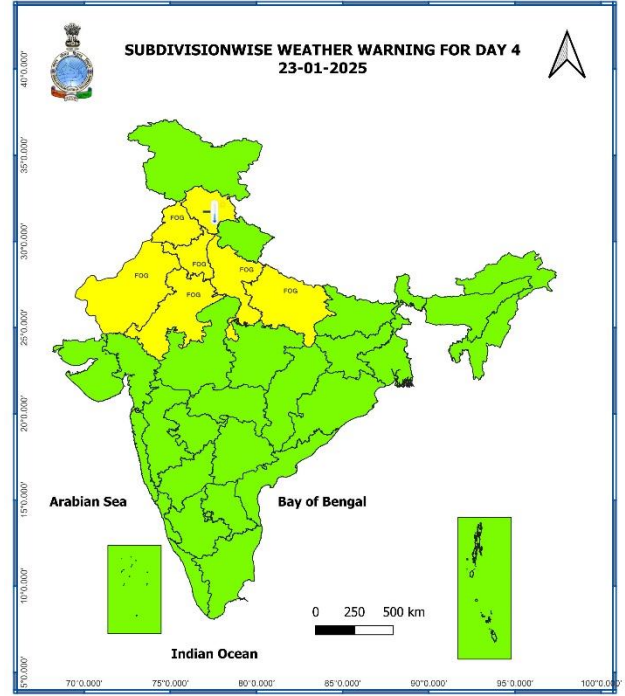 SUBDIVISIONWISE WEATHER WARNING FOR DAY 4
23-01-2025
40°0.000'
35°0.000'
30°0.000'
25°0.000'
20°0.000'
15°0.000'
10°0.000'
5°0.000'
FOG
FOG
FOG
FOG
FOG
FOG
Arabian Sea
Bay of Bengal
0 250 500 km
Indian Ocean
70°0.000' 75°0.000' 80°0.000' 85°0.000' 90°0.000' 95°0.000' 100°0.000'